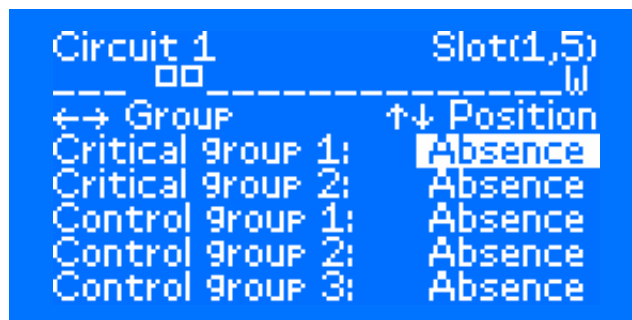 Circuit 1 Slot(1,5)
___ □□_________________W
←→ Group ↑↓ Position
Critical group 1: Absence
Critical group 2: Absence
Control group 1: Absence
Control group 2: Absence
Control group 3: Absence